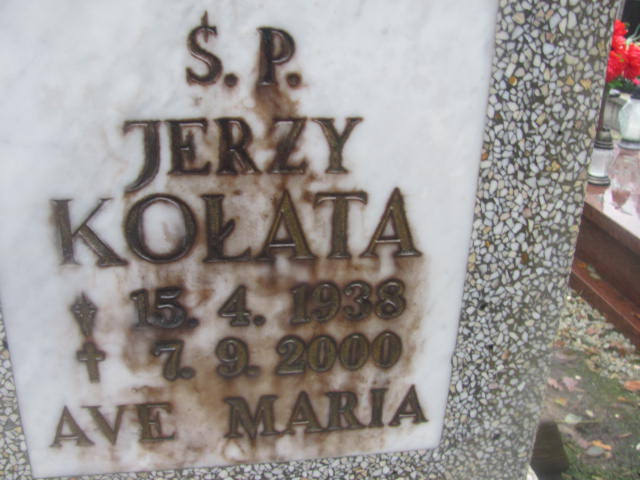 Ś. P.
JERZY
KOŁATA
15. 4. 1938
✝ 7. 9. 2000
AVE MARIA